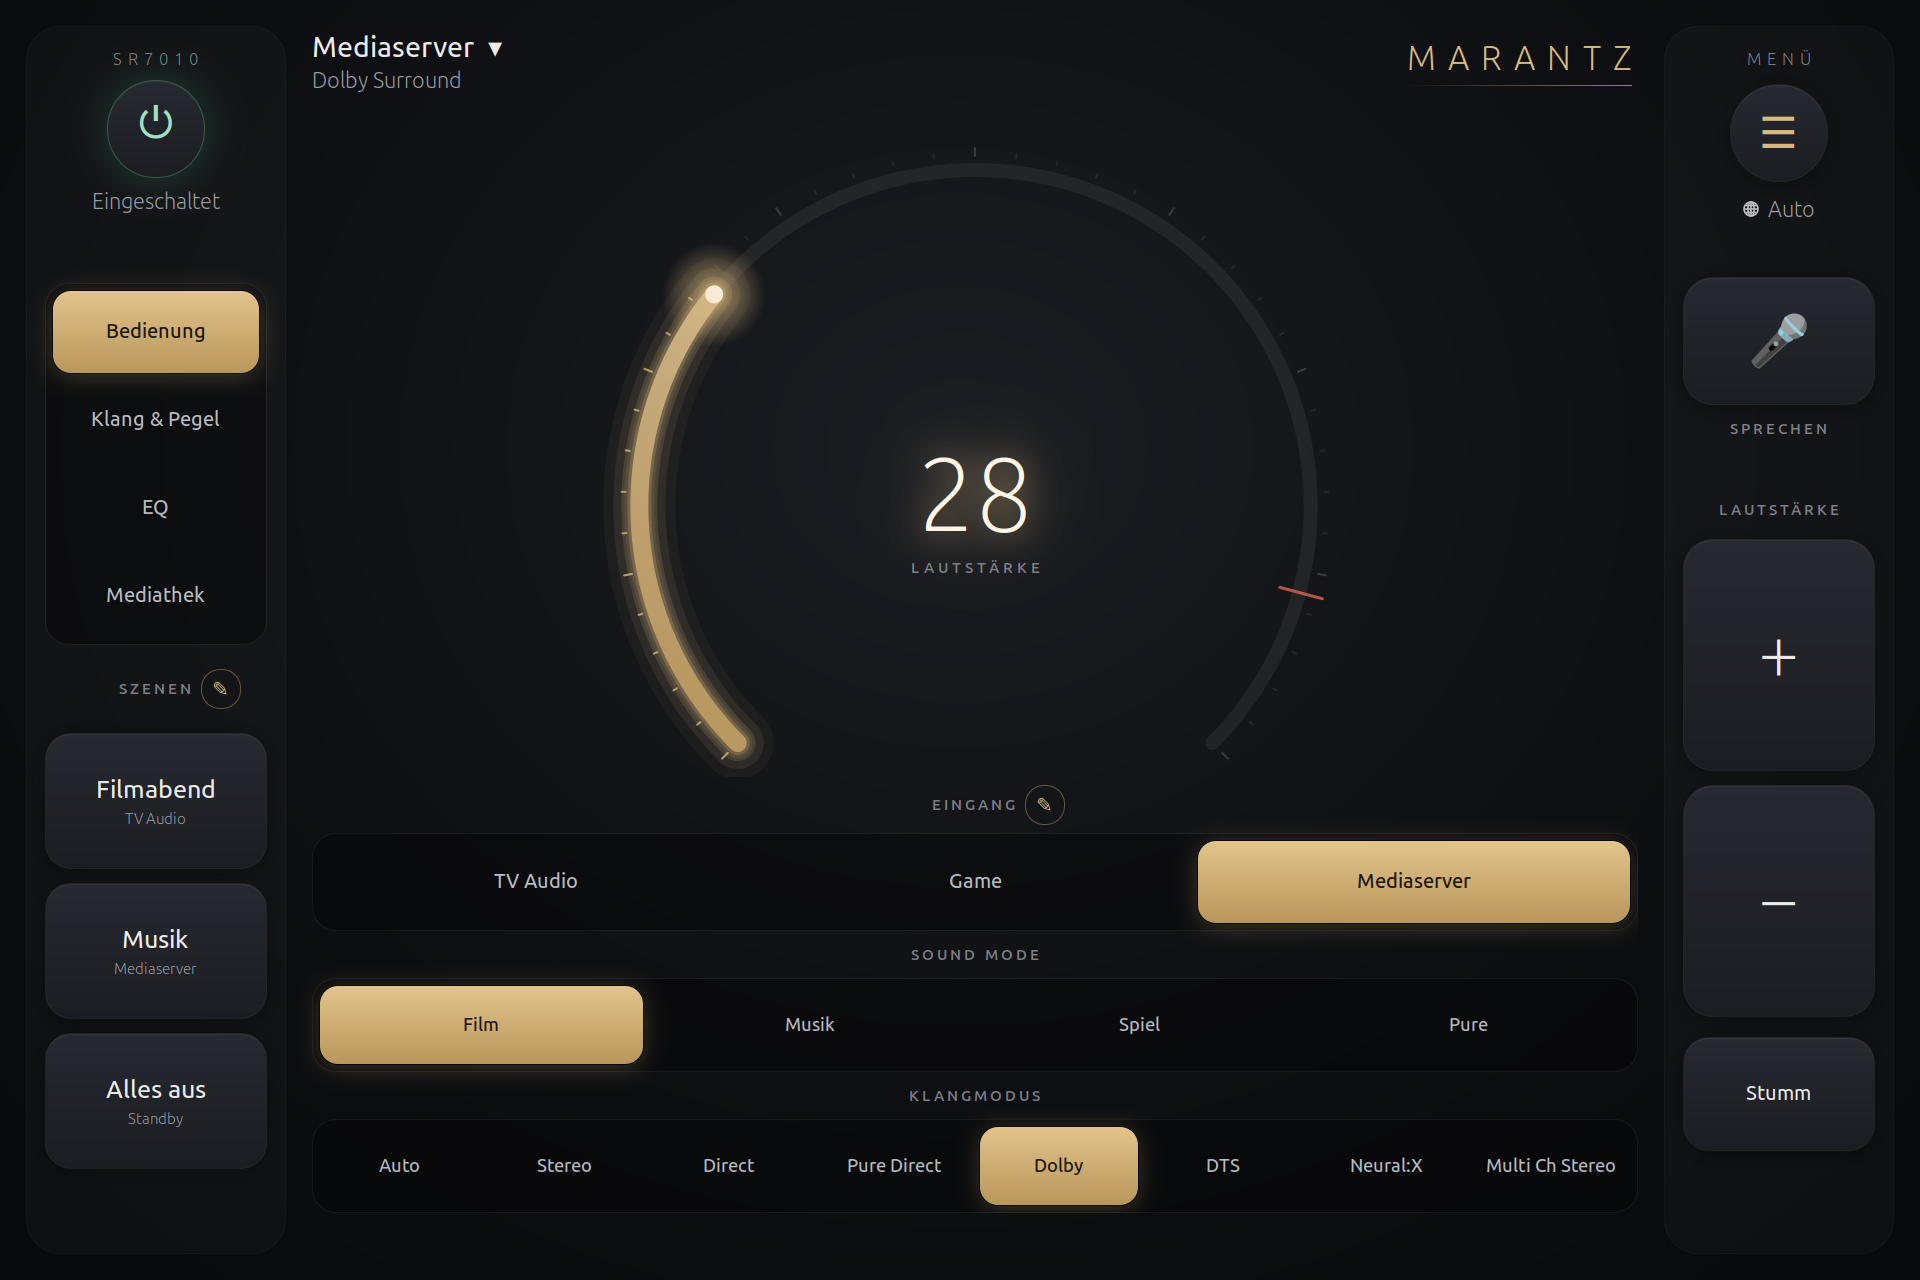 SR7010
Eingeschaltet
Bedienung
Klang & Pegel
EQ
Mediathek
SZENEN
Filmabend
TV Audio
Musik
Mediaserver
Alles aus
Standby
Mediaserver ▼
Dolby Surround
MARANTZ
28
LAUTSTÄRKE
EINGANG
TV Audio Game Mediaserver
SOUND MODE
Film Musik Spiel Pure
KLANGMODUS
Auto Stereo Direct Pure Direct Dolby DTS Neural:X Multi Ch Stereo
MENÜ
Auto
SPRECHEN
LAUTSTÄRKE
+
−
Stumm